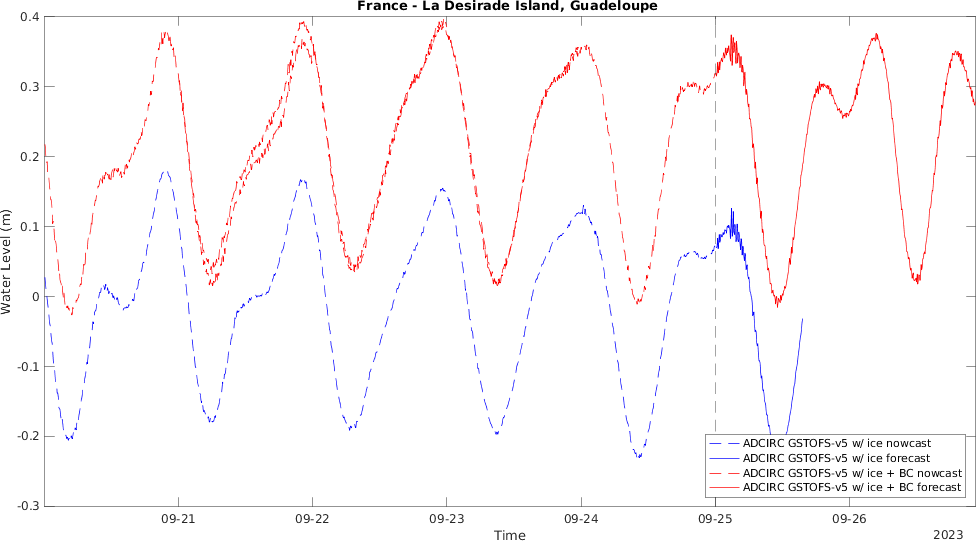 France - La Desirade Island, Guadeloupe
0.4
0.3
0.2
0.1
0
-0.1
-0.2
-0.3
Water Level (m)
ADCIRC GSTOFS-v5 w/ ice nowcast
ADCIRC GSTOFS-v5 w/ ice forecast
ADCIRC GSTOFS-v5 w/ ice + BC nowcast
ADCIRC GSTOFS-v5 w/ ice + BC forecast
09-21 09-22 09-23 09-24 09-25 09-26
Time
2023